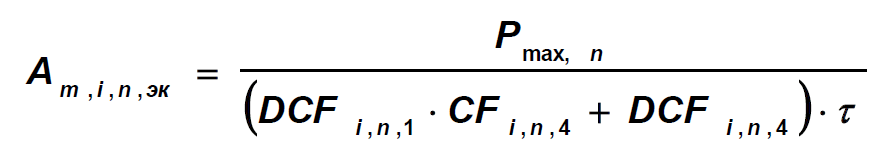 A m ,i,n,эк = P max, n / (DCF i,n,1 · CF i,n,4 + DCF i,n,4) · τ